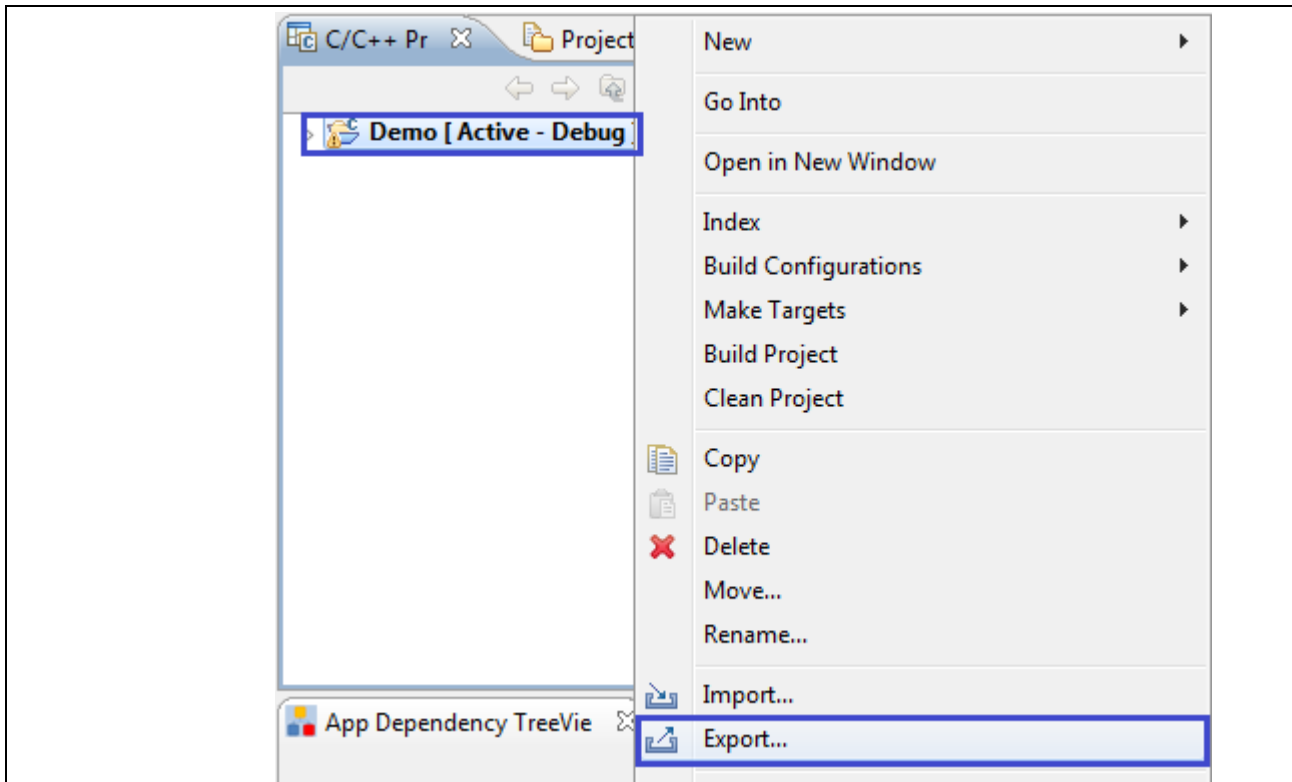 C/C++ Pr
Project
Demo [ Active - Debug ]
New
Go Into
Open in New Window
Index
Build Configurations
Make Targets
Build Project
Clean Project
Copy
Paste
Delete
Move...
Rename...
Import...
Export...
App Dependency TreeVie